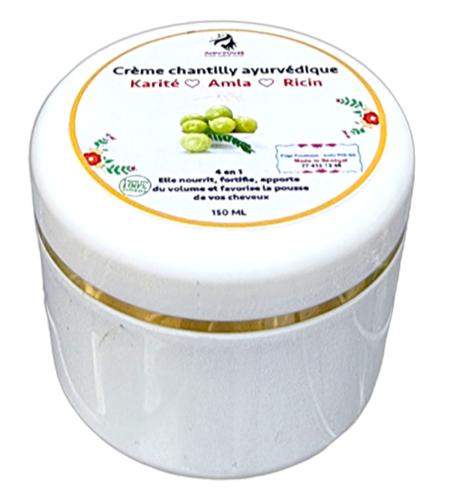 Crème chantilly ayurvédique
Karité ♡ Amla ♡ Ricin
4 en 1
Elle nourrit, fortifie, apporte
du volume et favorise la pousse
de vos cheveux
100%
Made in Sénégal
150 ML